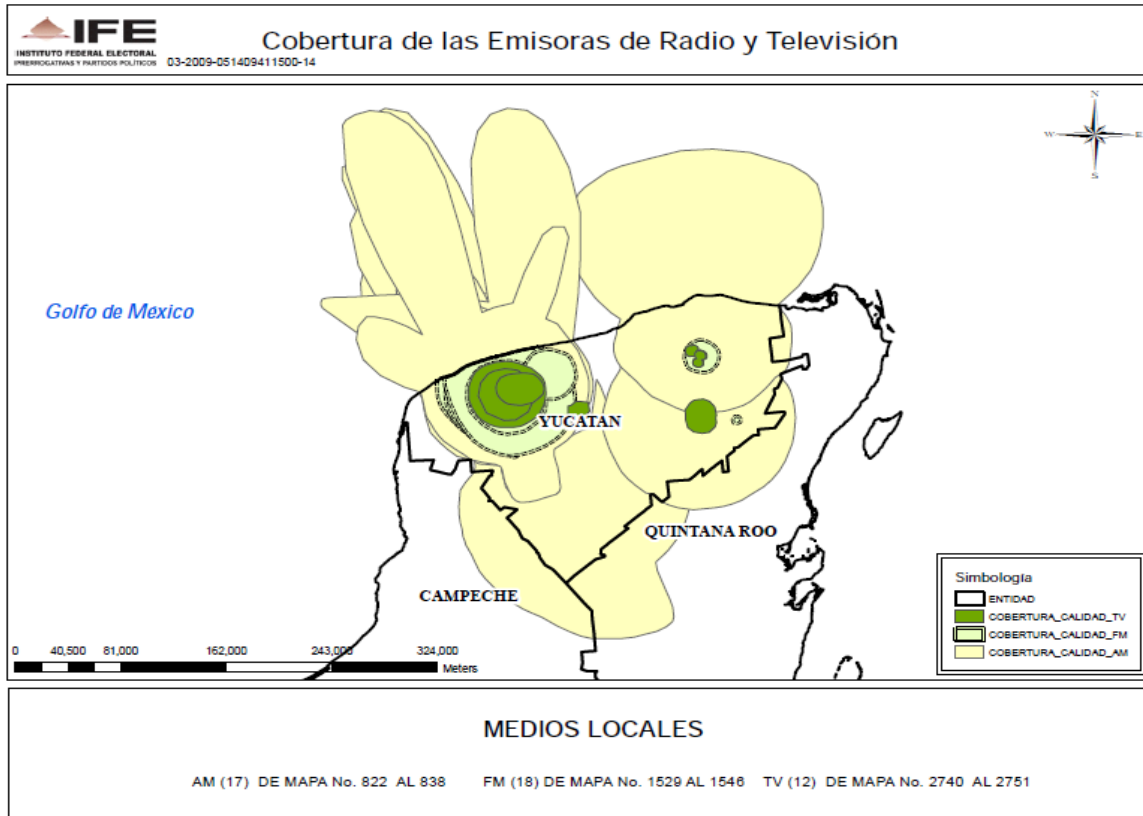 IFE
INSTITUTO FEDERAL ELECTORAL
PRERROGATIVAS Y PARTIDOS POLÍTICOS
03-2009-051409411500-14
Cobertura de las Emisoras de Radio y Televisión
N
W
E
S
Golfo de México
YUCATAN
QUINTANA ROO
CAMPECHE
Simbología
ENTIDAD
COBERTURA_CALIDAD_TV
COBERTURA_CALIDAD_FM
COBERTURA_CALIDAD_AM
0 40,500 81,000 162,000 243,000 324,000
Meters
MEDIOS LOCALES
AM (17) DE MAPA No. 822 AL 838 FM (18) DE MAPA No. 1529 AL 1546 TV (12) DE MAPA No. 2740 AL 2751